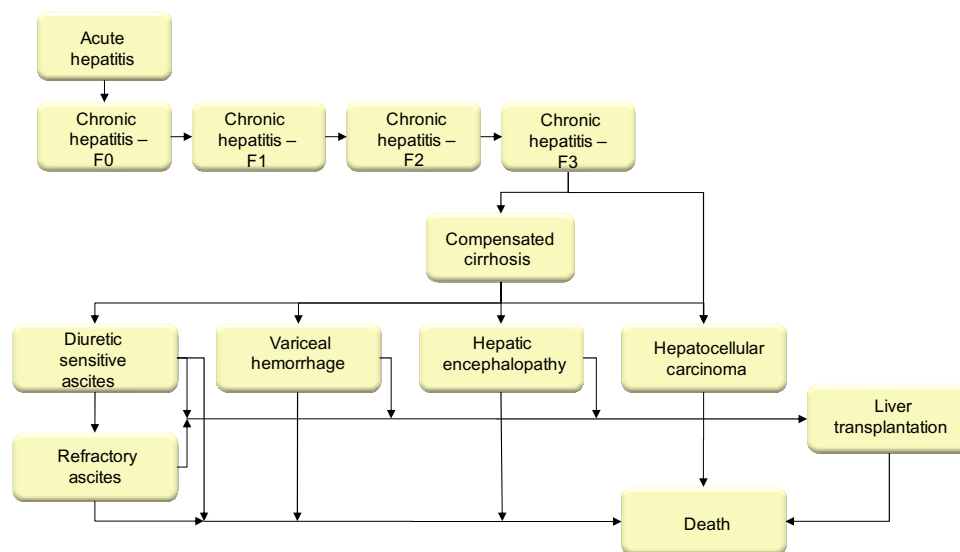 Acute
hepatitis
Chronic
hepatitis –
F0
Chronic
hepatitis –
F1
Chronic
hepatitis –
F2
Chronic
hepatitis –
F3
Compensated
cirrhosis
Diuretic
sensitive
ascites
Variceal
hemorrhage
Hepatic
encephalopathy
Hepatocellular
carcinoma
Liver
transplantation
Refractory
ascites
Death